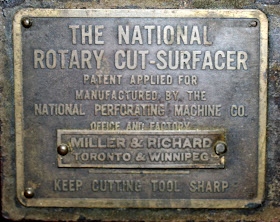 THE NATIONAL
ROTARY CUT-SURFACER
PATENT APPLIED FOR
MANUFACTURED BY THE
NATIONAL PERFORATING MACHINE CO.
OFFICE AND FACTORY
MILLER & RICHARD
TORONTO & WINNIPEG.
KEEP CUTTING TOOL SHARP